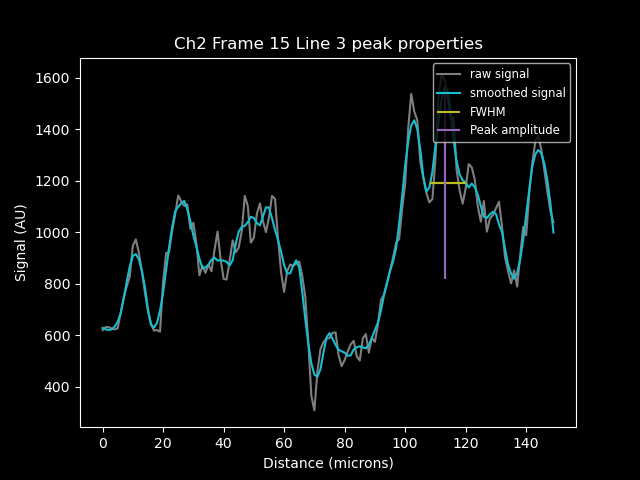 Ch2 Frame 15 Line 3 peak properties
raw signal
smoothed signal
FWHM
Peak amplitude
Signal (AU)
1600
1400
1200
1000
800
600
400
0 20 40 60 80 100 120 140
Distance (microns)